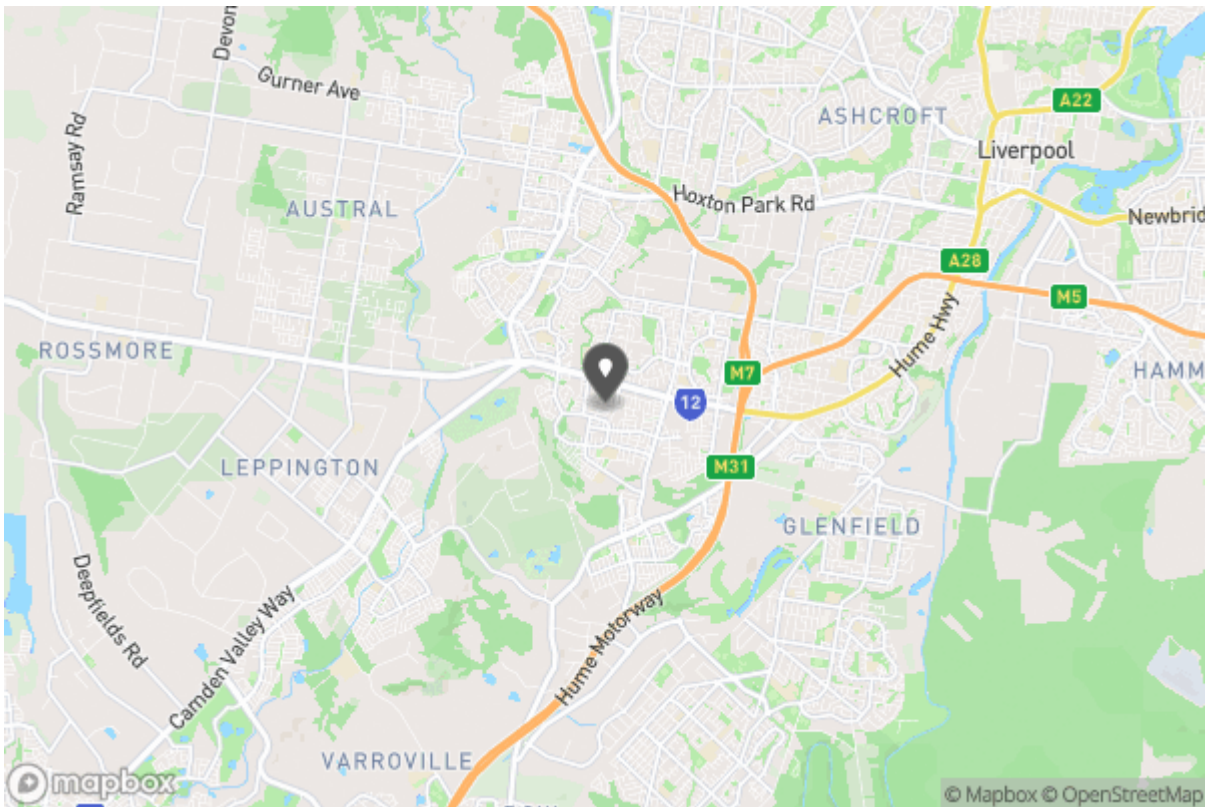 Devon
Gurner Ave
Ramsay Rd
AUSTRAL
ASHCROFT
A22
Liverpool
Hoxton Park Rd
Newbrid
A28
M5
Hume Hwy
ROSSMORE
M7
HAMM
12
LEPPINGTON
M31
GLENFIELD
Deepfields Rd
Camden Valley Way
Hume Motorway
VARROVILLE
mapbox
© Mapbox © OpenStreetMap